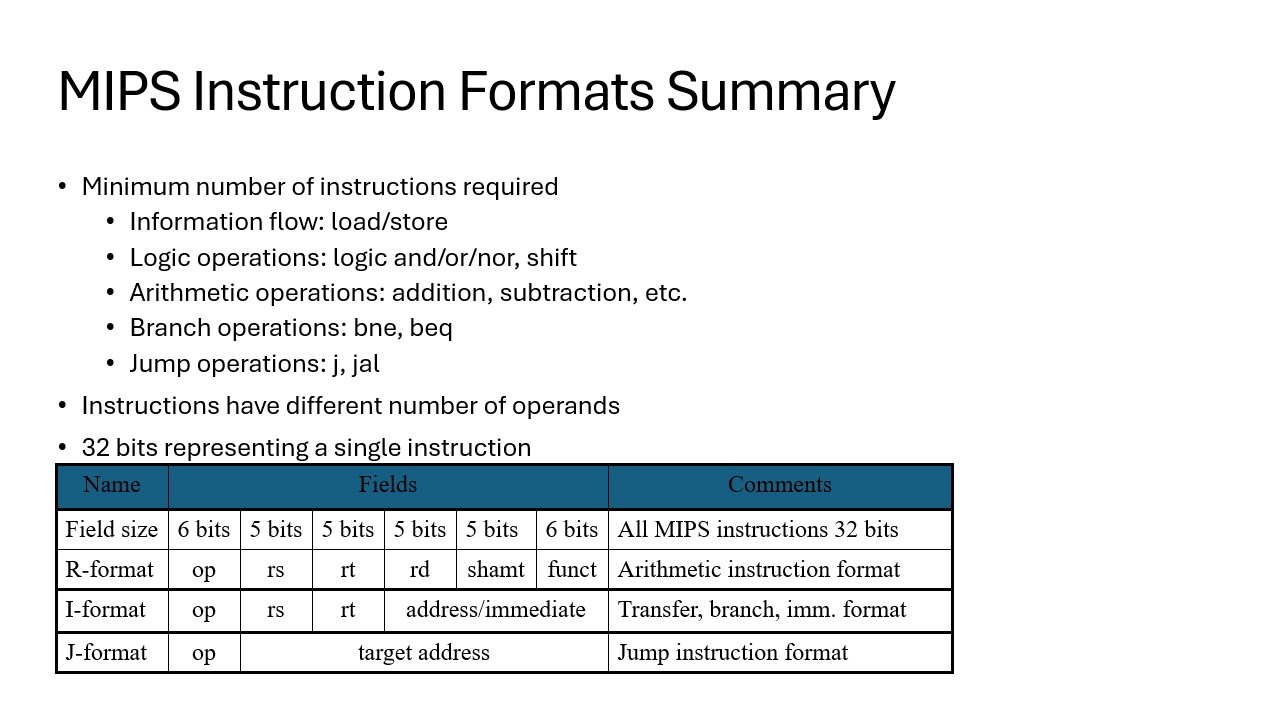 MIPS Instruction Formats Summary
• Minimum number of instructions required
• Information flow: load/store
• Logic operations: logic and/or/nor, shift
• Arithmetic operations: addition, subtraction, etc.
• Branch operations: bne, beq
• Jump operations: j, jal
• Instructions have different number of operands
• 32 bits representing a single instruction
Name Fields Comments
Field size 6 bits 5 bits 5 bits 5 bits 5 bits 6 bits All MIPS instructions 32 bits
R-format op rs rt rd shamt funct Arithmetic instruction format
I-format op rs rt address/immediate Transfer, branch, imm. format
J-format op target address Jump instruction format